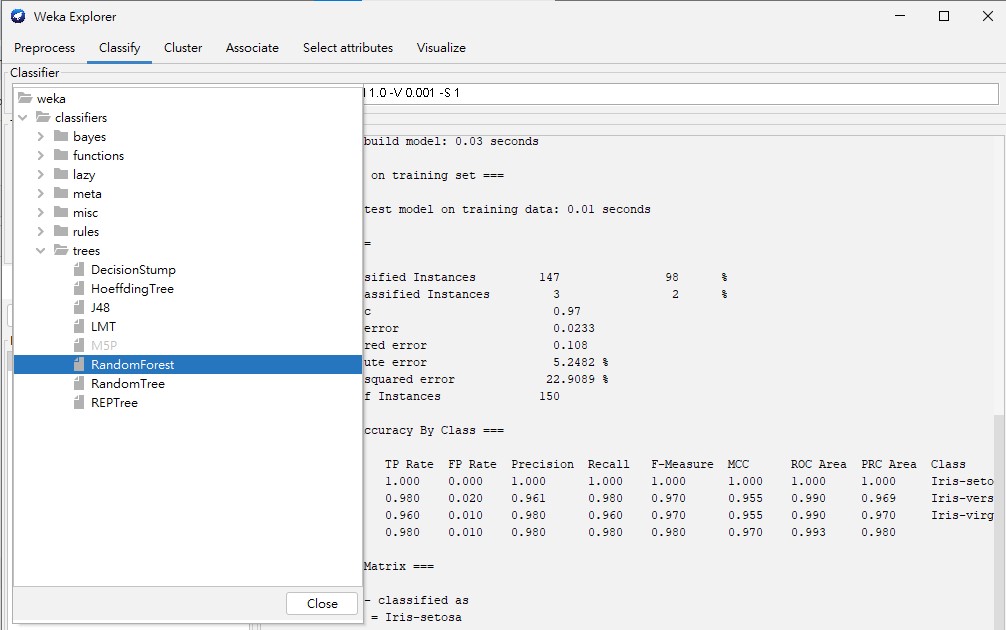 Weka Explorer
Preprocess Classify Cluster Associate Select attributes Visualize
Classifier
1.0 -V 0.001 -S 1
weka
classifiers
bayes
functions
lazy
meta
misc
rules
trees
DecisionStump
HoeffdingTree
J48
LMT
M5P
RandomForest
RandomTree
REPTree
Close
build model: 0.03 seconds
on training set ===
test model on training data: 0.01 seconds
=
sified Instances 147 98 %
assified Instances 3 2 %
c 0.97
error 0.0233
red error 0.108
ute error 5.2482 %
squared error 22.9089 %
f Instances 150
ccuracy By Class ===
TP Rate FP Rate Precision Recall F-Measure MCC ROC Area PRC Area Class
1.000 0.000 1.000 1.000 1.000 1.000 1.000 1.000 Iris-seto
0.980 0.020 0.961 0.980 0.970 0.955 0.990 0.969 Iris-vers
0.960 0.010 0.980 0.960 0.970 0.955 0.990 0.970 Iris-virg
0.980 0.010 0.980 0.980 0.980 0.970 0.993 0.980
Matrix ===
- classified as
= Iris-setosa